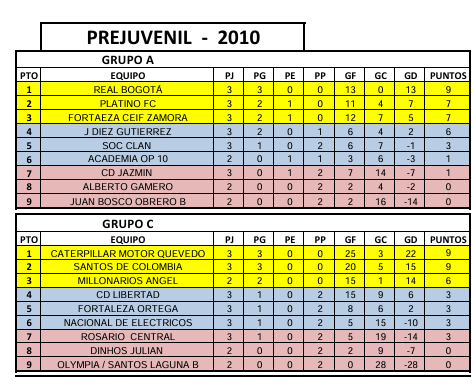 PREJUVENIL - 2010
GRUPO A
PTO EQUIPO PJ PG PE PP GF GC GD PUNTOS
1 REAL BOGOTÁ 3 3 0 0 13 0 13 9
2 PLATINO FC 3 2 1 0 11 4 7 7
3 FORTAEZA CEIF ZAMORA 3 2 1 0 12 7 5 7
4 J DIEZ GUTIERREZ 3 2 0 1 6 4 2 6
5 SOC CLAN 3 1 0 2 6 7 -1 3
6 ACADEMIA OP 10 2 0 1 1 3 6 -3 1
7 CD JAZMIN 3 0 1 2 7 14 -7 1
8 ALBERTO GAMERO 2 0 0 2 2 4 -2 0
9 JUAN BOSCO OBRERO B 2 0 0 2 2 16 -14 0
GRUPO C
PTO EQUIPO PJ PG PE PP GF GC GD PUNTOS
1 CATERPILLAR MOTOR QUEVEDO 3 3 0 0 25 3 22 9
2 SANTOS DE COLOMBIA 3 3 0 0 20 5 15 9
3 MILLONARIOS ANGEL 2 2 0 0 15 1 14 6
4 CD LIBERTAD 3 1 0 2 15 9 6 3
5 FORTALEZA ORTEGA 3 1 0 2 8 6 2 3
6 NACIONAL DE ELECTRICOS 3 1 0 2 5 15 -10 3
7 ROSARIO CENTRAL 3 1 0 2 5 19 -14 3
8 DINHOS JULIAN 2 0 0 2 2 9 -7 0
9 OLYMPIA / SANTOS LAGUNA B 2 0 0 2 0 28 -28 0